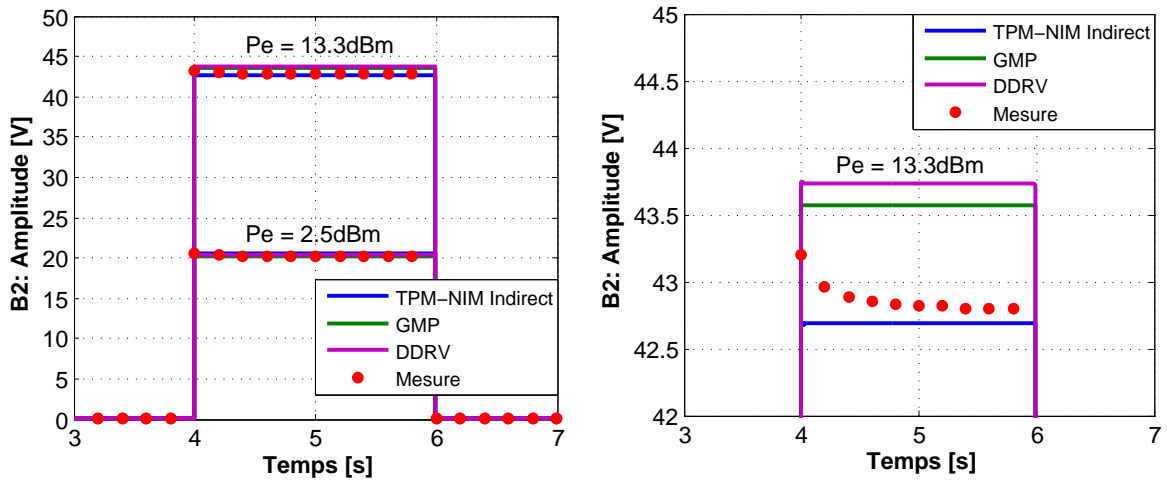 B2: Amplitude [V]
50
45
40
35
30
25
20
15
10
5
0
Pe = 13.3dBm
Pe = 2.5dBm
TPM−NIM Indirect
GMP
DDRV
Mesure
3 4 5 6 7
Temps [s]
B2: Amplitude [V]
45
44.5
44
43.5
43
42.5
42
TPM−NIM Indirect
GMP
DDRV
Mesure
Pe = 13.3dBm
3 4 5 6 7
Temps [s]